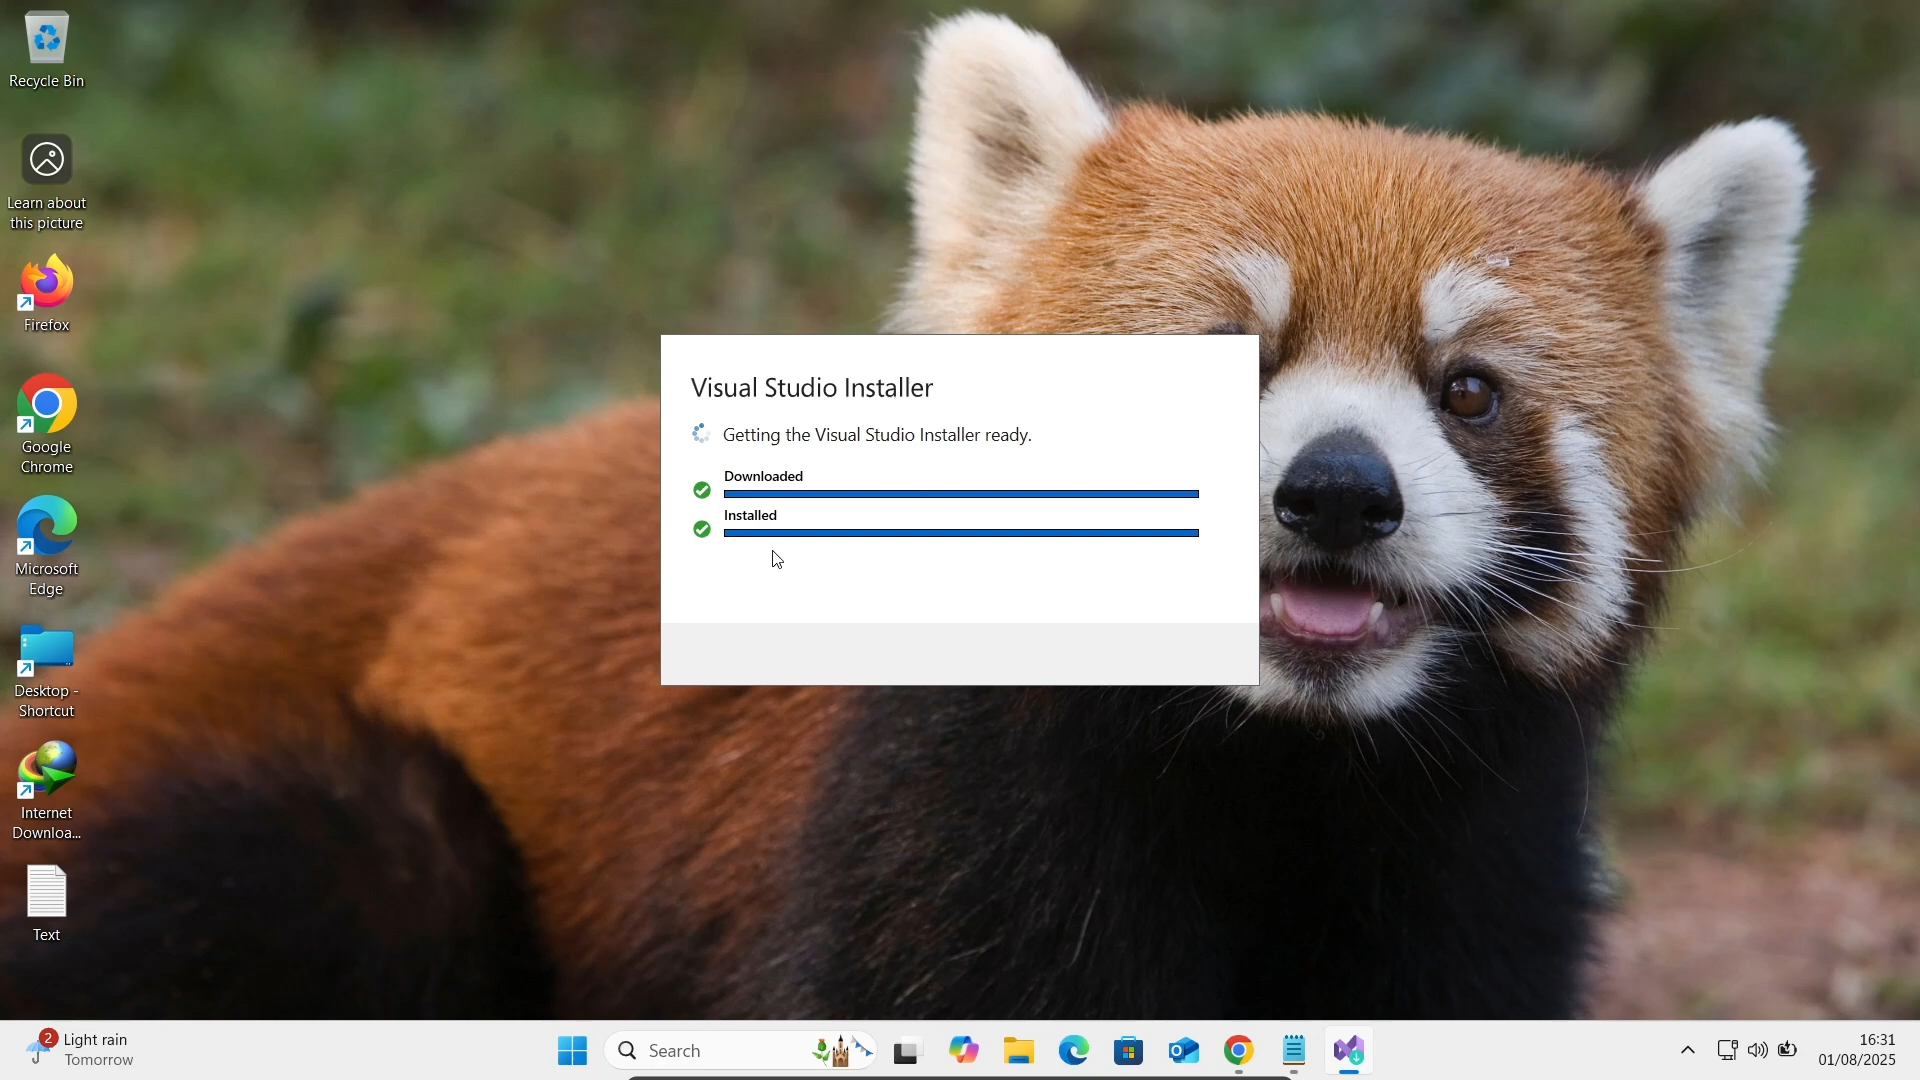 Recycle Bin
Learn about
this picture
Firefox
Google
Chrome
Microsoft
Edge
Desktop -
Shortcut
Internet
Downloa...
Text
Visual Studio Installer
Getting the Visual Studio Installer ready.
Downloaded
Installed
2
Light rain
Tomorrow
Search
16:31
01/08/2025